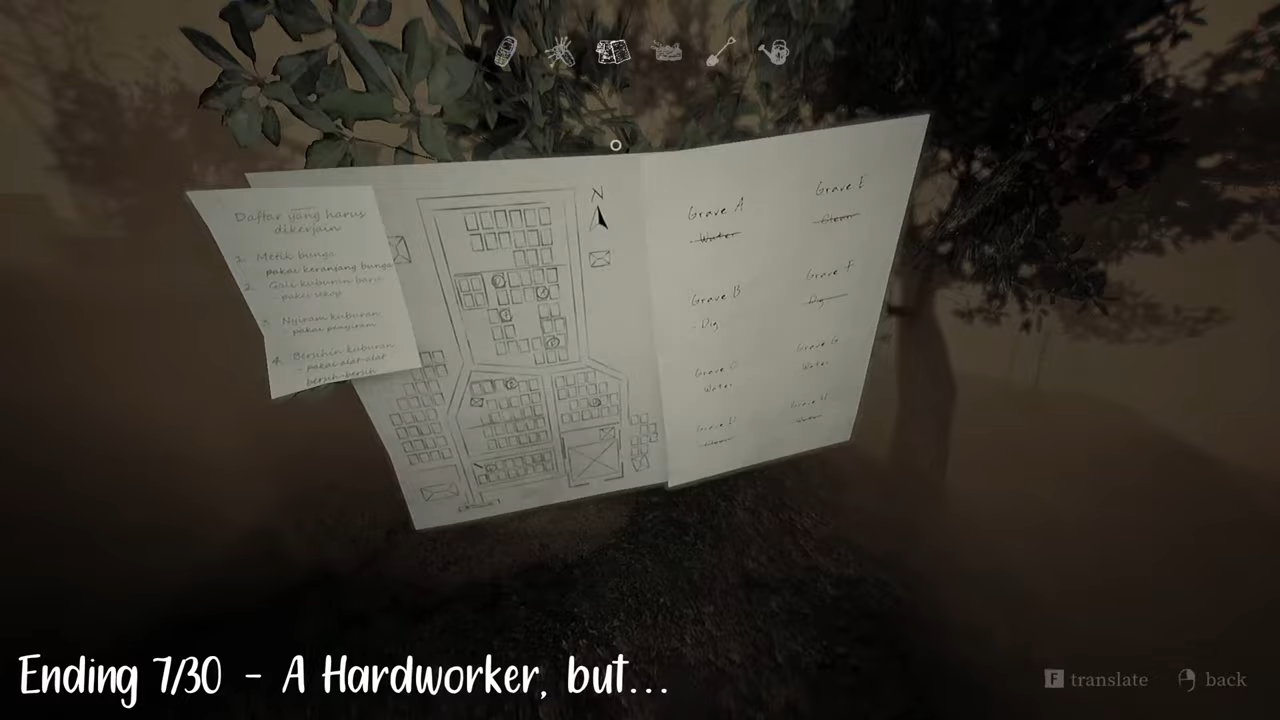 Daftar yang harus
dikerjain
1. Metik bunga
pakai keranjang bunga
2. Gali kuburan baru
- pakai sekop
3. Nyiram kuburan
- pakai penyiram
4. Bersihin kuburan
- pakai alat-alat
bersih-bersih
N
Grave A
- Water
Grave B
- Dig
Grave C
Water
Grave D
Clean
Grave E
- Clean
Grave F
Dig
Grave G
Water
Grave H
Water
Ending 7/30 - A Hardworker, but...
F translate
back